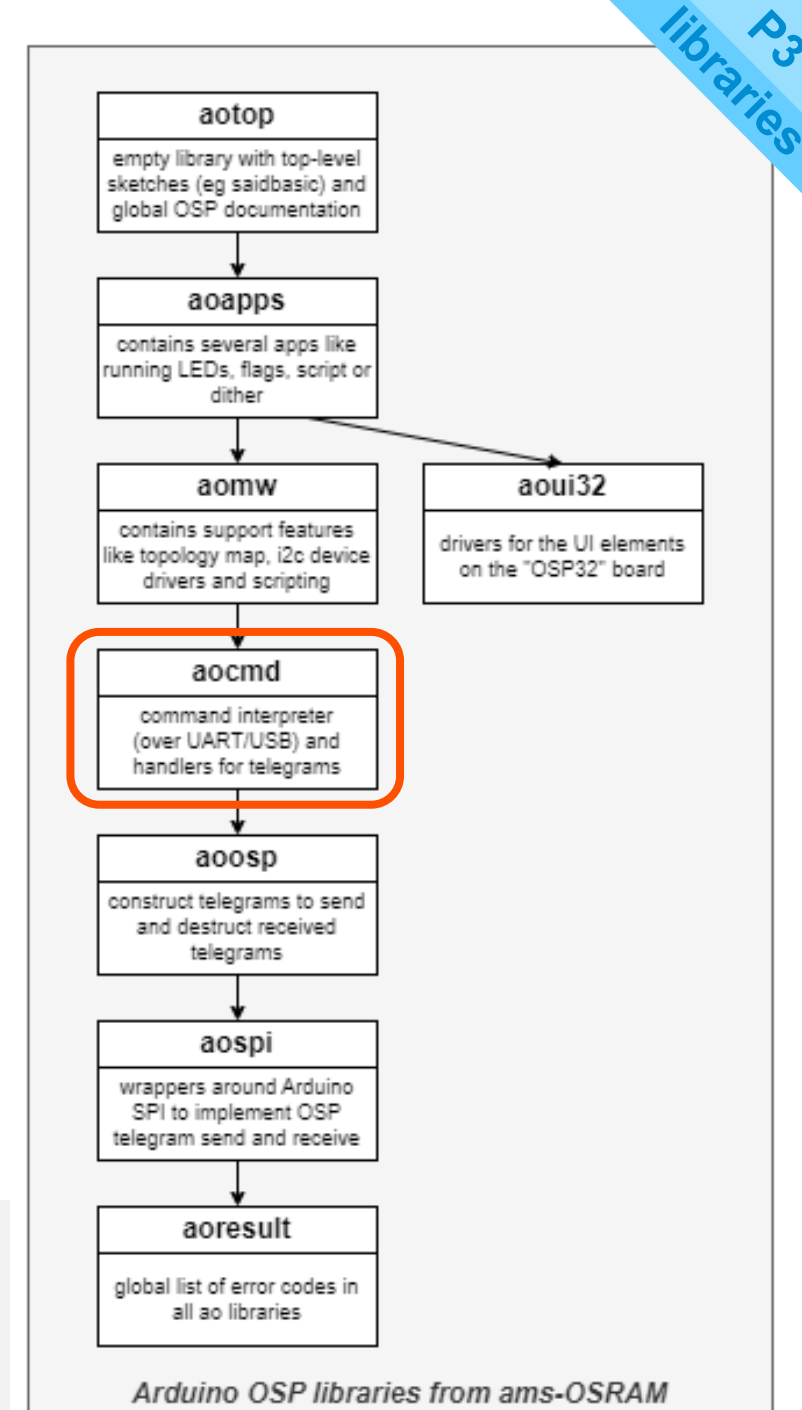 P3
libraries
aotop
empty library with top-level
sketches (eg saidbasic) and
global OSP documentation
aoapps
contains several apps like
running LEDs, flags, script or
dither
aomw
contains support features
like topology map, i2c device
drivers and scripting
aoui32
drivers for the UI elements
on the "OSP32" board
aocmd
command interpreter
(over UART/USB) and
handlers for telegrams
aoosp
construct telegrams to send
and destruct received
telegrams
aospi
wrappers around Arduino
SPI to implement OSP
telegram send and receive
aoresult
global list of error codes in
all ao libraries
Arduino OSP libraries from ams-OSRAM